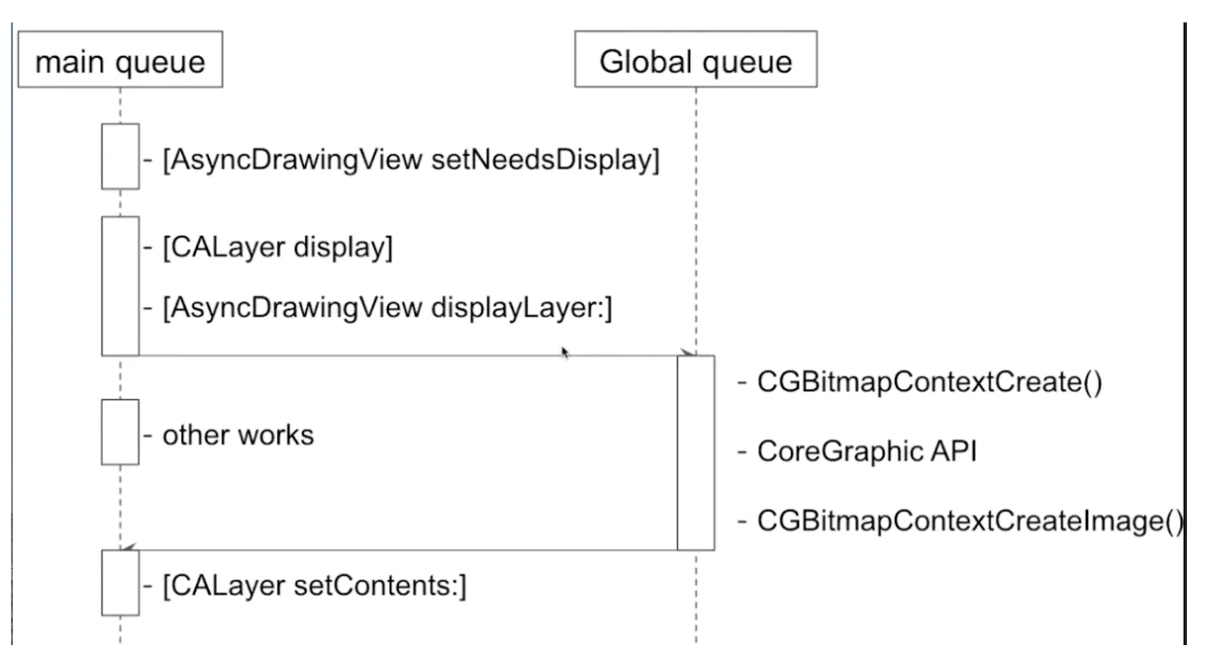 main queue
Global queue
- [AsyncDrawingView setNeedsDisplay]
- [CALayer display]
- [AsyncDrawingView displayLayer:]
- CGBitmapContextCreate()
- other works
- CoreGraphic API
- CGBitmapContextCreateImage()
- [CALayer setContents:]